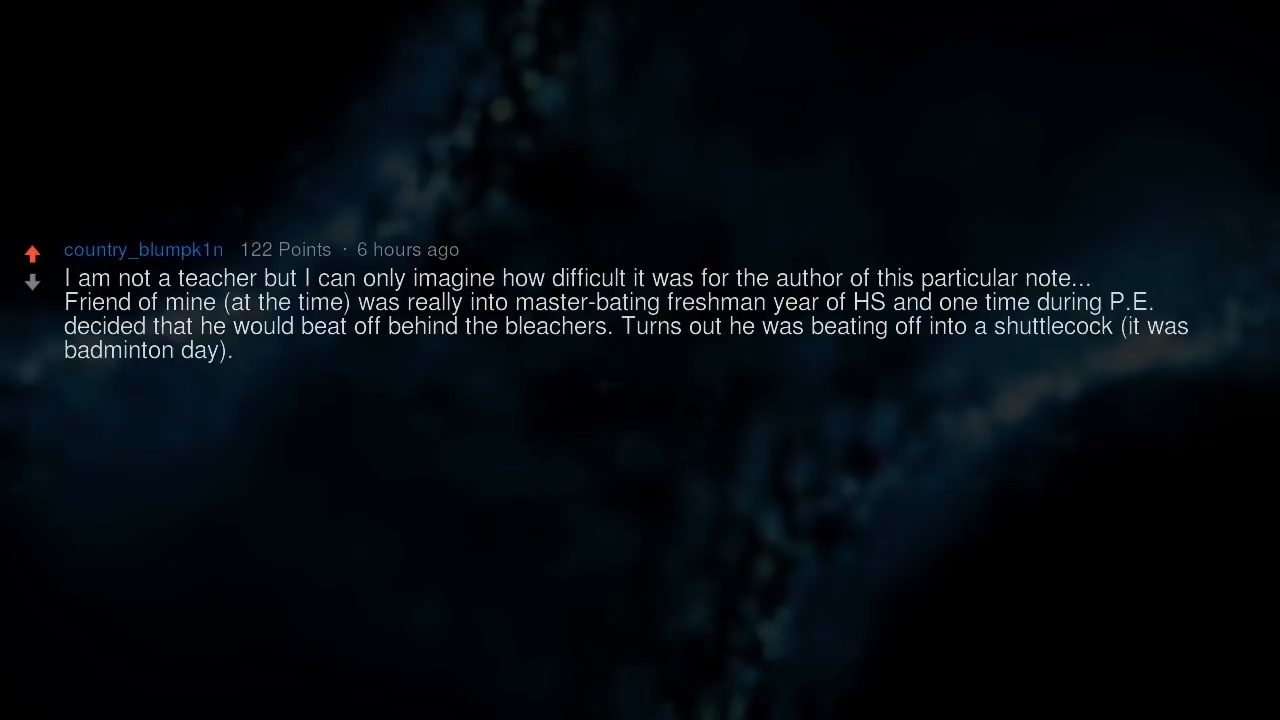 country_blumpk1n 122 Points · 6 hours ago
I am not a teacher but I can only imagine how difficult it was for the author of this particular note...
Friend of mine (at the time) was really into master-bating freshman year of HS and one time during P.E.
decided that he would beat off behind the bleachers. Turns out he was beating off into a shuttlecock (it was
badminton day).